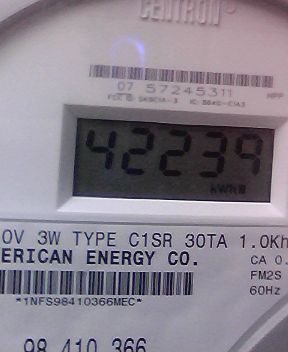 CENTRON®
07 57245311
42239
kWh
0V 3W TYPE C1SR 30TA 1.0Kh
ERICAN ENERGY CO.
CA 0.
FM2S
60Hz
*1NFS98410366MEC*
98 410 366